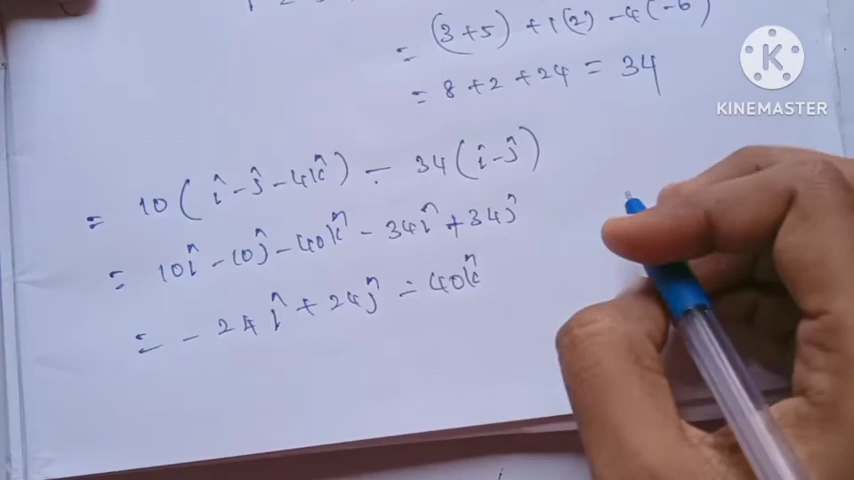 = (3+5) + 1(2) - 4(-6)
= 8 + 2 + 24 = 34
KINEMASTER
= 10(î - ĵ - 4k̂) - 34(î - ĵ)
= 10î - 10ĵ - 40k̂ - 34î + 34ĵ
= - 24î + 24ĵ - 40k̂